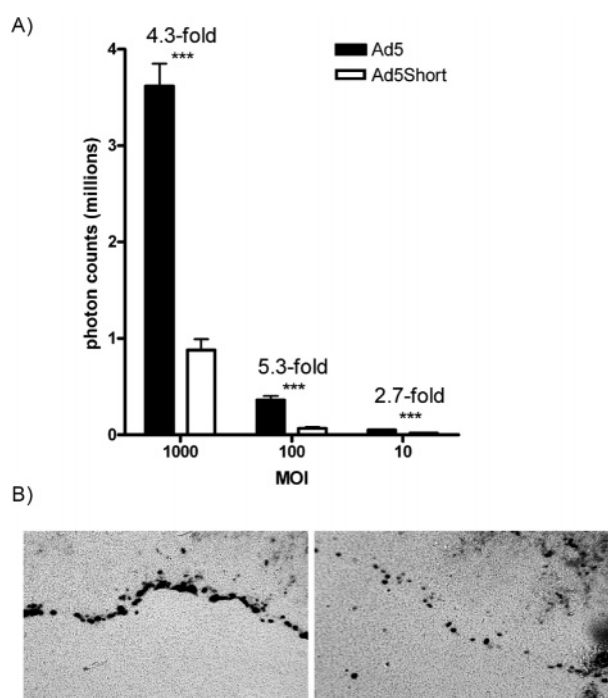 A)
4.3-fold
***
Ad5
Ad5Short
4
3
2
1
0
photon counts (millions)
5.3-fold
***
2.7-fold
***
1000
100
10
MOI
B)